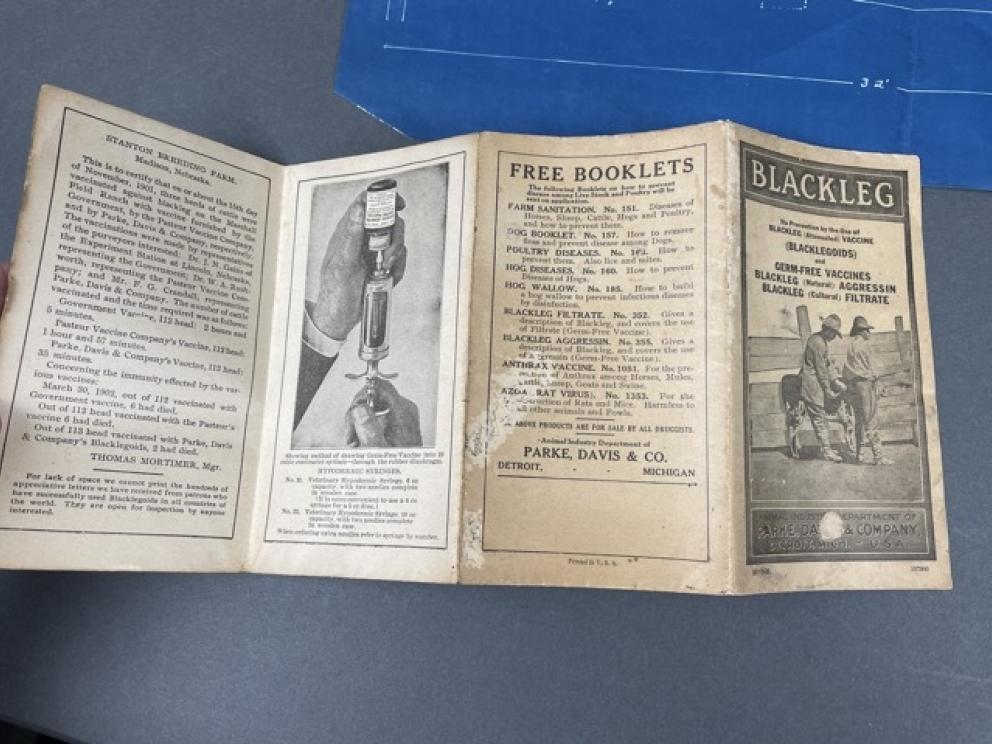 STANTON BREEDING FARM.
Madison, Nebraska.
This is to certify that on or about the 15th day
of November, 1901, three herds of cattle were
vaccinated against blackleg on the Marshall
Field Ranch with vaccine furnished by the
Government, by the Pasteur Vaccine Company,
and by Parke, Davis & Company, respectively.
The vaccinations were made by representatives
of the purveyors interested: Dr. J. N. Gains of
the Experiment Station at Lincoln, Nebraska,
representing the Government; Dr. W. A.
worth, representing the Pasteur Vaccine Com-
pany; and Mr. F. G. Crandall, representing
Parke, Davis & Company. The number of cattle
vaccinated and the time required was as follows:
Government Vaccine, 112 head: 2 hours and
5 minutes.
Pasteur Vaccine Company's Vaccine, 112 head:
1 hour and 57 minutes.
Parke, Davis & Company's Vaccine, 113 head:
35 minutes.
Concerning the immunity effected by the var-
ious vaccines:
March 30, 1902, out of 112 vaccinated with
Government vaccine, 6 had died.
Out of 112 head vaccinated with the Pasteur's
vaccine 6 had died.
Out of 113 head vaccinated with Parke, Davis
& Company's Blacklegoids, 2 had died.
THOMAS MORTIMER, Mgr.
For lack of space we cannot print the hundreds of
appreciative letters we have received from patrons who
have successfully used Blacklegoids in all countries of
the world. They are open for inspection by anyone
interested.
Showing method of drawing Germ-Free Vaccine into 10
cubic centimeter syringe—through the rubber diaphragm.
HYPODERMIC SYRINGES.
No. Veterinary Hypodermic Syringe, 6 cc
capacity, with two needles complete
in wooden case.
(It is more convenient to use a 6 cc
syringe for a 5 cc dose.)
No. Veterinary Hypodermic Syringe, 10 cc
capacity, with two needles complete
in wooden case.
When ordering extra needles refer to syringe by number.
FREE BOOKLETS
The following Booklets on how to prevent
disease among Live Stock and Poultry will be
sent on application.
FARM SANITATION. No. 151. Diseases of
Horses, Sheep, Cattle, Hogs and Poultry,
and how to prevent them.
DOG BOOKLET. No. 157. How to remove
fleas and prevent disease among Dogs.
POULTRY DISEASES. No. How to
prevent them. Also lice and mites.
HOG DISEASES. No. 160. How to prevent
Diseases of Hogs.
HOG WALLOW. No. 185. How to build
a hog wallow to prevent infectious diseases
by disinfection.
BLACKLEG FILTRATE. No. 352. Gives a
description of Blackleg, and covers the use
of Filtrate (Germ-Free Vaccine).
BLACKLEG AGGRESSIN. No. 355. Gives a
description of Blackleg, and covers the use
of Aggressin (Germ-Free Vaccine).
ANTHRAX VACCINE. No. 1051. For the pre-
vention of Anthrax among Horses, Mules,
Cattle, Sheep, Goats and Swine.
AZOA (RAT VIRUS). No. 1353. For the
destruction of Rats and Mice. Harmless to
all other animals and Fowls.
ABOVE PRODUCTS ARE FOR SALE BY ALL DRUGGISTS.
Animal Industry Department of
PARKE, DAVIS & CO.
DETROIT, - - MICHIGAN
Printed in U. S. A.
BLACKLEG
Its Prevention by the Use of
BLACKLEG (Attenuated) VACCINE
(BLACKLEGOIDS)
and
GERM-FREE VACCINES
BLACKLEG (Natural) AGGRESSIN
BLACKLEG (Cultural) FILTRATE
ANIMAL INDUSTRY DEPARTMENT OF
PARKE, DAVIS & COMPANY,
DETROIT, MICH. - U.S.A.
32'